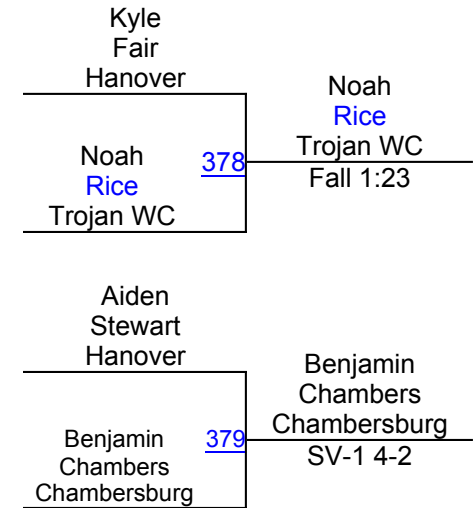 Kyle
Fair
Hanover
Noah
Rice
Trojan WC
378
Noah
Rice
Trojan WC
Fall 1:23
Aiden
Stewart
Hanover
Benjamin
Chambers
Chambersburg
379
Benjamin
Chambers
Chambersburg
SV-1 4-2